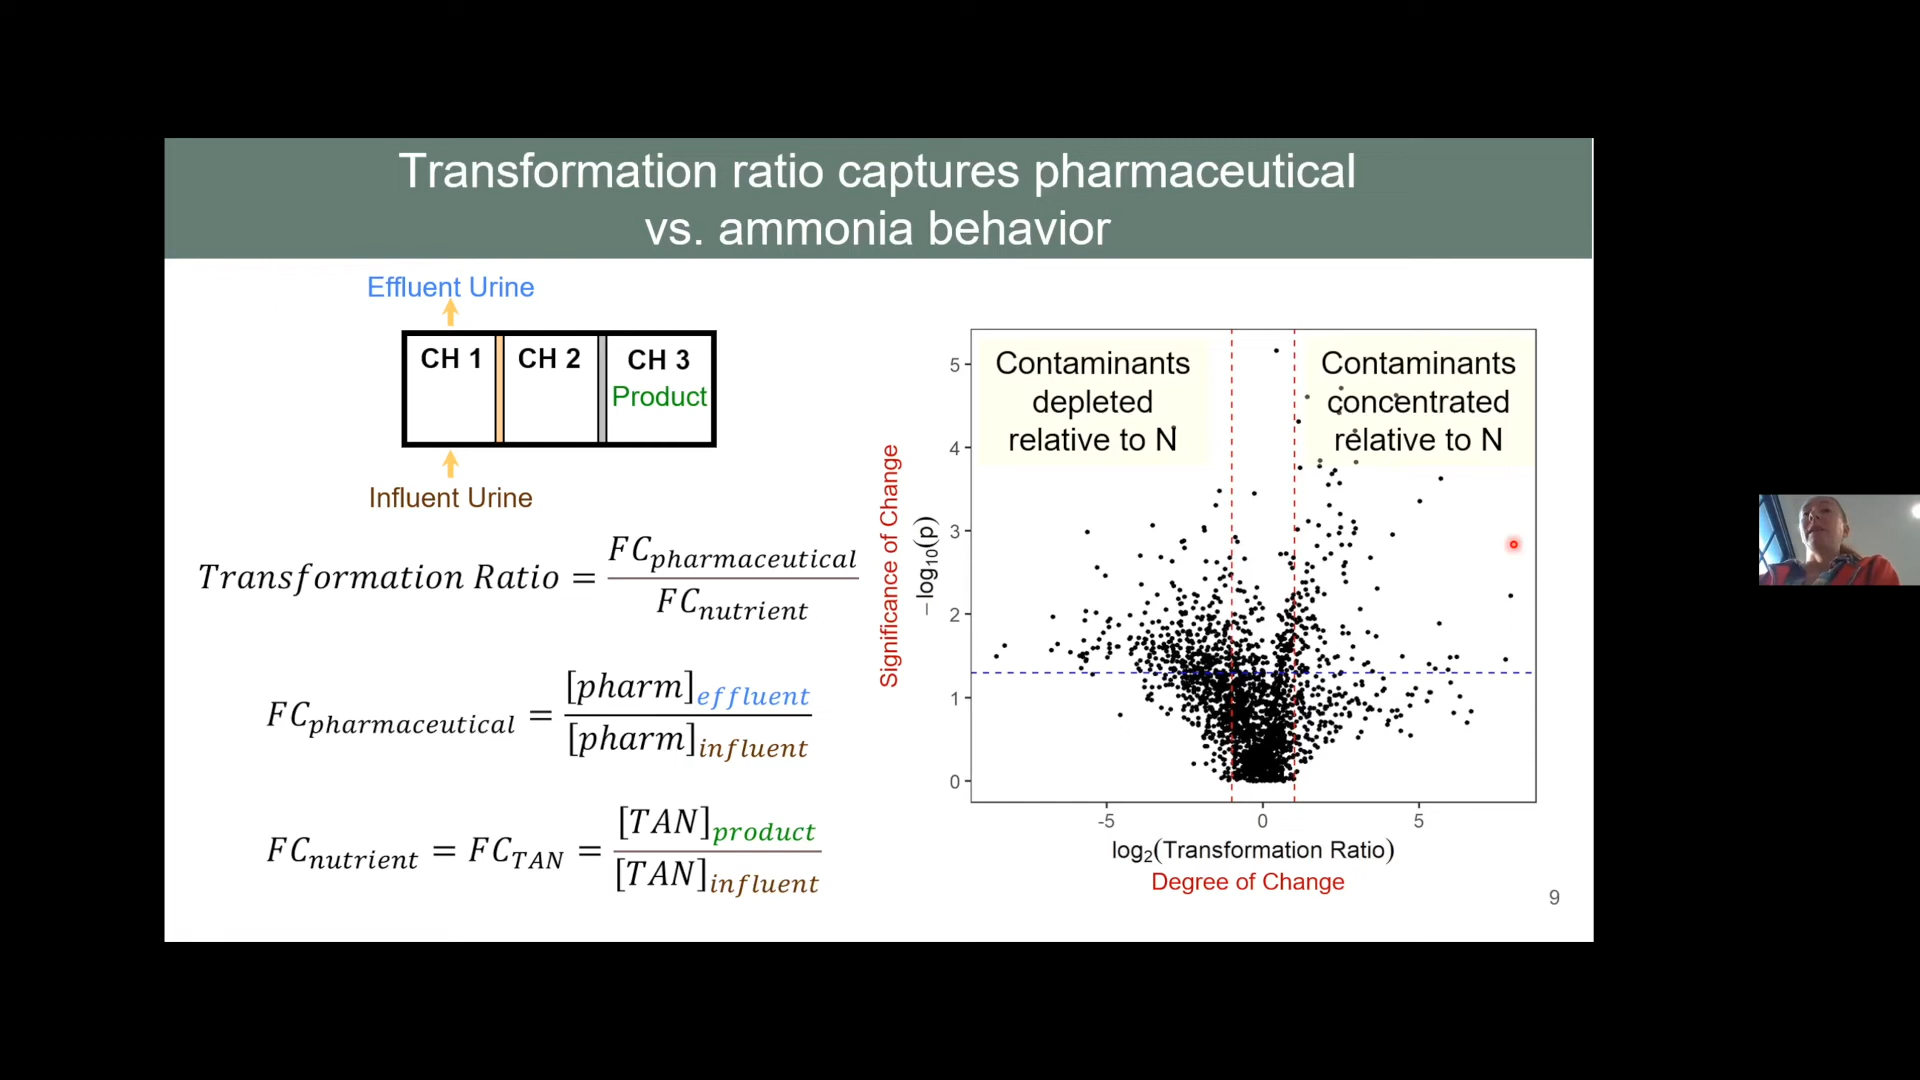 Transformation ratio captures pharmaceutical
vs. ammonia behavior
Effluent Urine
CH 1 CH 2 CH 3
Product
Influent Urine
Transformation Ratio = FC_pharmaceutical / FC_nutrient
FC_pharmaceutical = [pharm]_effluent / [pharm]_influent
FC_nutrient = FC_TAN = [TAN]_product / [TAN]_influent
Contaminants
depleted
relative to N
Contaminants
concentrated
relative to N
Significance of Change
−log₁₀(p)
5
4
3
2
1
0
-5 0 5
log₂(Transformation Ratio)
Degree of Change
9